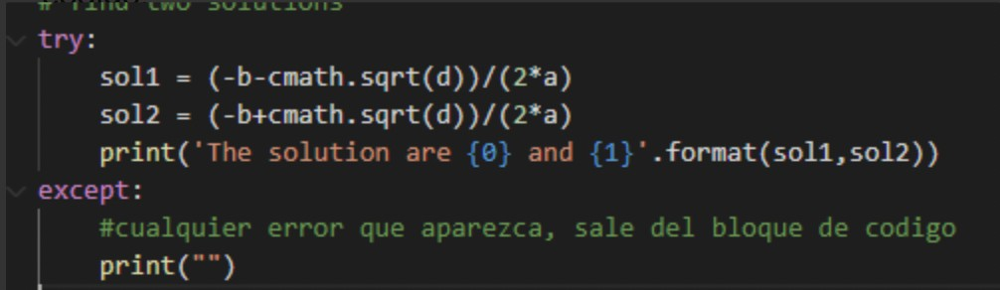 # find two solutions
try:
    sol1 = (-b-cmath.sqrt(d))/(2*a)
    sol2 = (-b+cmath.sqrt(d))/(2*a)
    print('The solution are {0} and {1}'.format(sol1,sol2))
except:
    #cualquier error que aparezca, sale del bloque de codigo
    print("")